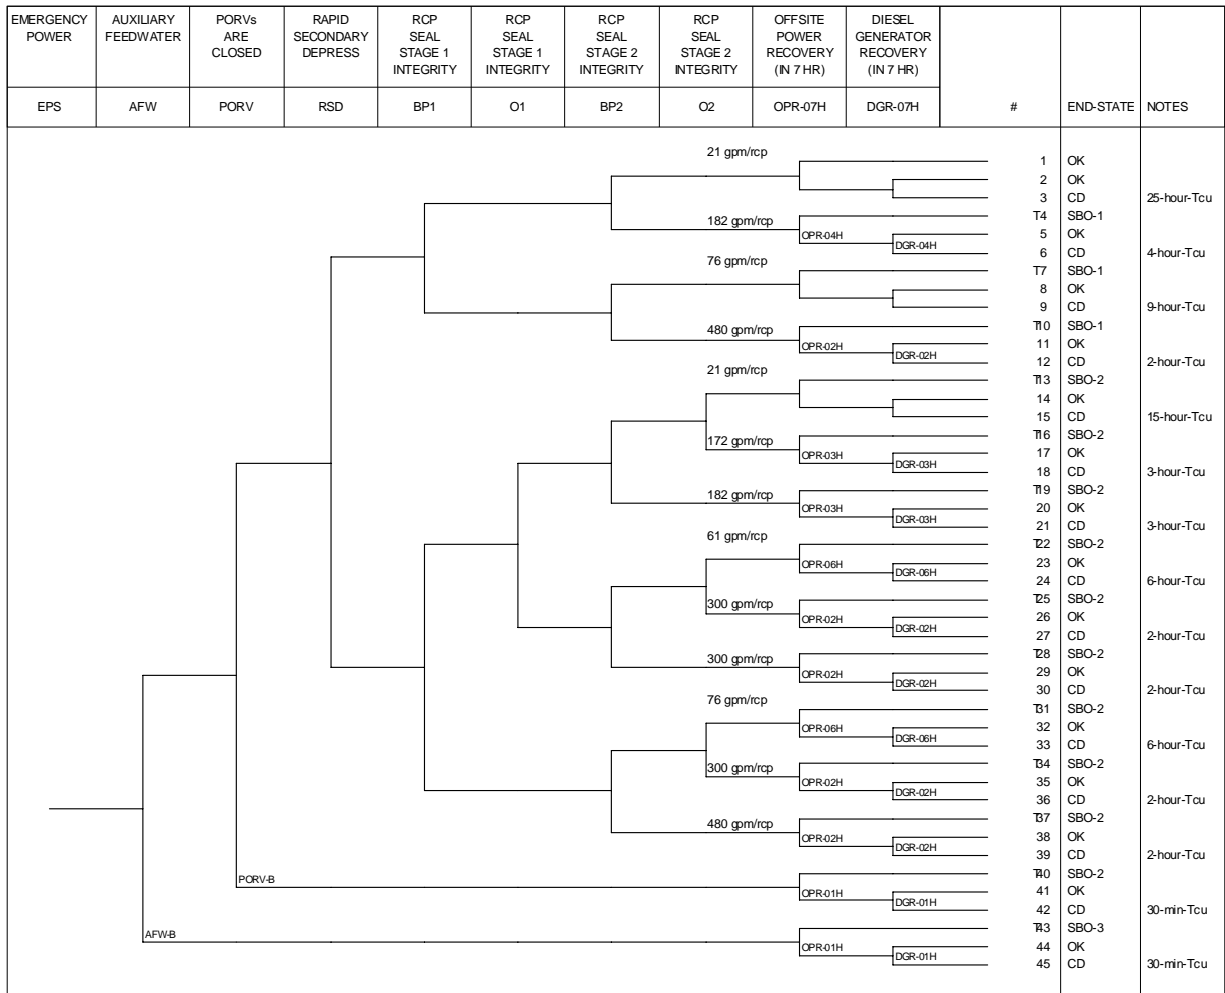 EMERGENCY POWER
AUXILIARY FEEDWATER
PORVs ARE CLOSED
RAPID SECONDARY DEPRESS
RCP SEAL STAGE 1 INTEGRITY
RCP SEAL STAGE 1 INTEGRITY
RCP SEAL STAGE 2 INTEGRITY
RCP SEAL STAGE 2 INTEGRITY
OFFSITE POWER RECOVERY (IN 7 HR)
DIESEL GENERATOR RECOVERY (IN 7 HR)
EPS AFW PORV RSD BP1 O1 BP2 O2 OPR-07H DGR-07H # END-STATE NOTES
21 gpm/rcp
1 OK
2 OK
3 CD 25-hour-Tcu
182 gpm/rcp
T4 SBO-1
OPR-04H
5 OK
DGR-04H
6 CD 4-hour-Tcu
76 gpm/rcp
T7 SBO-1
8 OK
9 CD 9-hour-Tcu
480 gpm/rcp
T10 SBO-1
OPR-02H
11 OK
DGR-02H
12 CD 2-hour-Tcu
21 gpm/rcp
T13 SBO-2
14 OK
15 CD 15-hour-Tcu
172 gpm/rcp
T16 SBO-2
OPR-03H
17 OK
DGR-03H
18 CD 3-hour-Tcu
182 gpm/rcp
T19 SBO-2
OPR-03H
20 OK
DGR-03H
21 CD 3-hour-Tcu
61 gpm/rcp
T22 SBO-2
OPR-06H
23 OK
DGR-06H
24 CD 6-hour-Tcu
300 gpm/rcp
T25 SBO-2
OPR-02H
26 OK
DGR-02H
27 CD 2-hour-Tcu
300 gpm/rcp
T28 SBO-2
OPR-02H
29 OK
DGR-02H
30 CD 2-hour-Tcu
76 gpm/rcp
T31 SBO-2
OPR-06H
32 OK
DGR-06H
33 CD 6-hour-Tcu
300 gpm/rcp
T34 SBO-2
OPR-02H
35 OK
DGR-02H
36 CD 2-hour-Tcu
480 gpm/rcp
T37 SBO-2
OPR-02H
38 OK
DGR-02H
39 CD 2-hour-Tcu
T40 SBO-2
PORV-B
OPR-01H
41 OK
DGR-01H
42 CD 30-min-Tcu
T43 SBO-3
AFW-B
OPR-01H
44 OK
DGR-01H
45 CD 30-min-Tcu